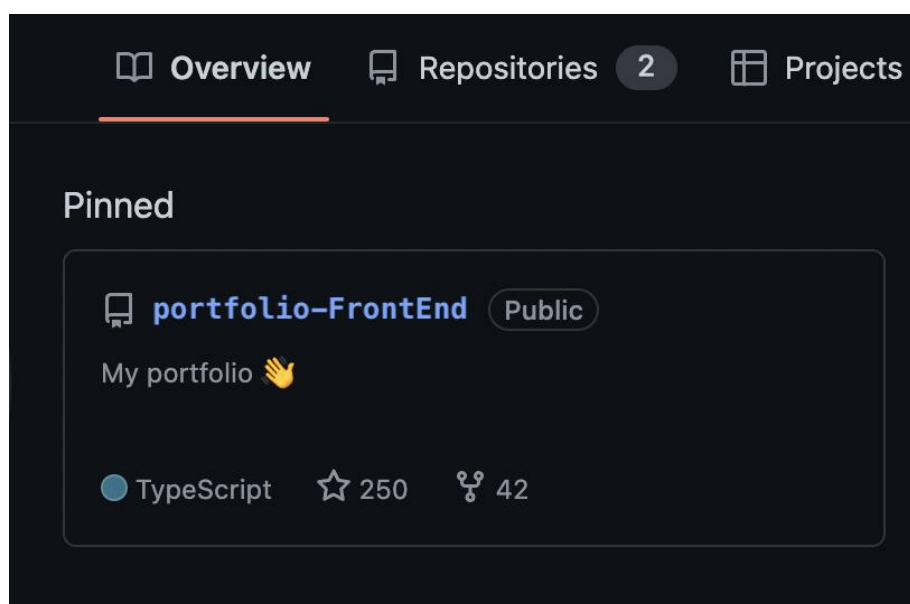 Overview Repositories 2 Projects
Pinned
portfolio-FrontEnd Public
My portfolio 👋
TypeScript 250 42